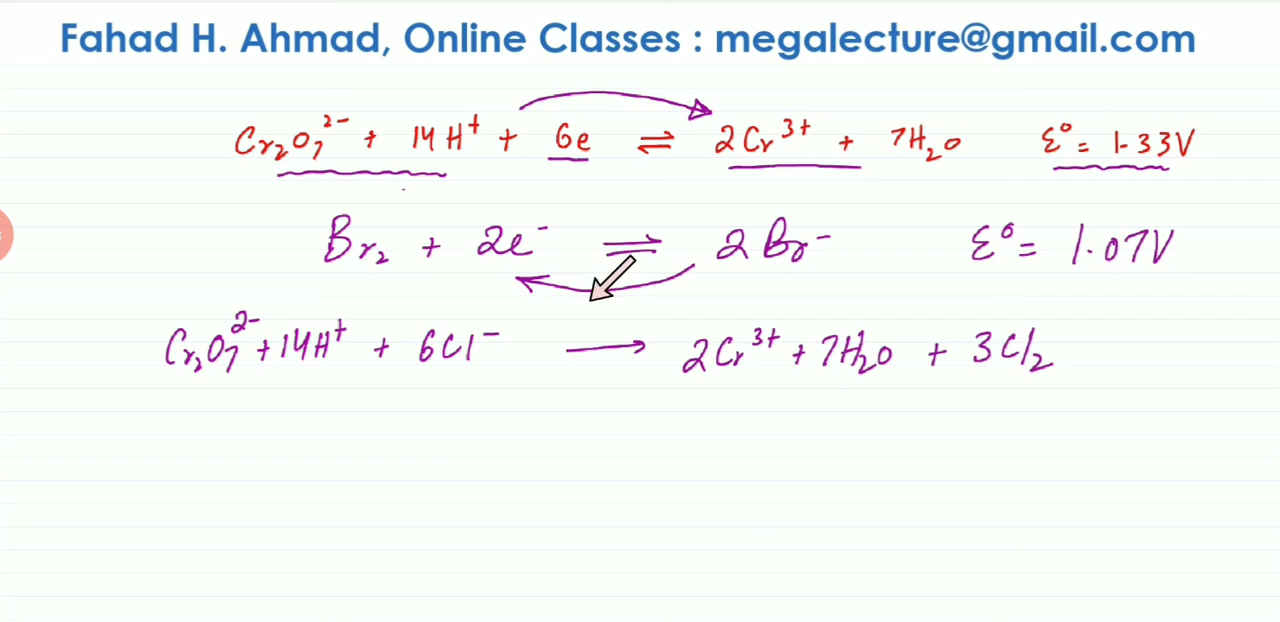 Fahad H. Ahmad, Online Classes : megalecture@gmail.com
Cr₂O₇²⁻ + 14H⁺ + 6e ⇌ 2Cr³⁺ + 7H₂O E° = 1.33V
Br₂ + 2e⁻ ⇌ 2Br⁻ E° = 1.07V
Cr₂O₇²⁻ + 14H⁺ + 6Cl⁻ → 2Cr³⁺ + 7H₂O + 3Cl₂